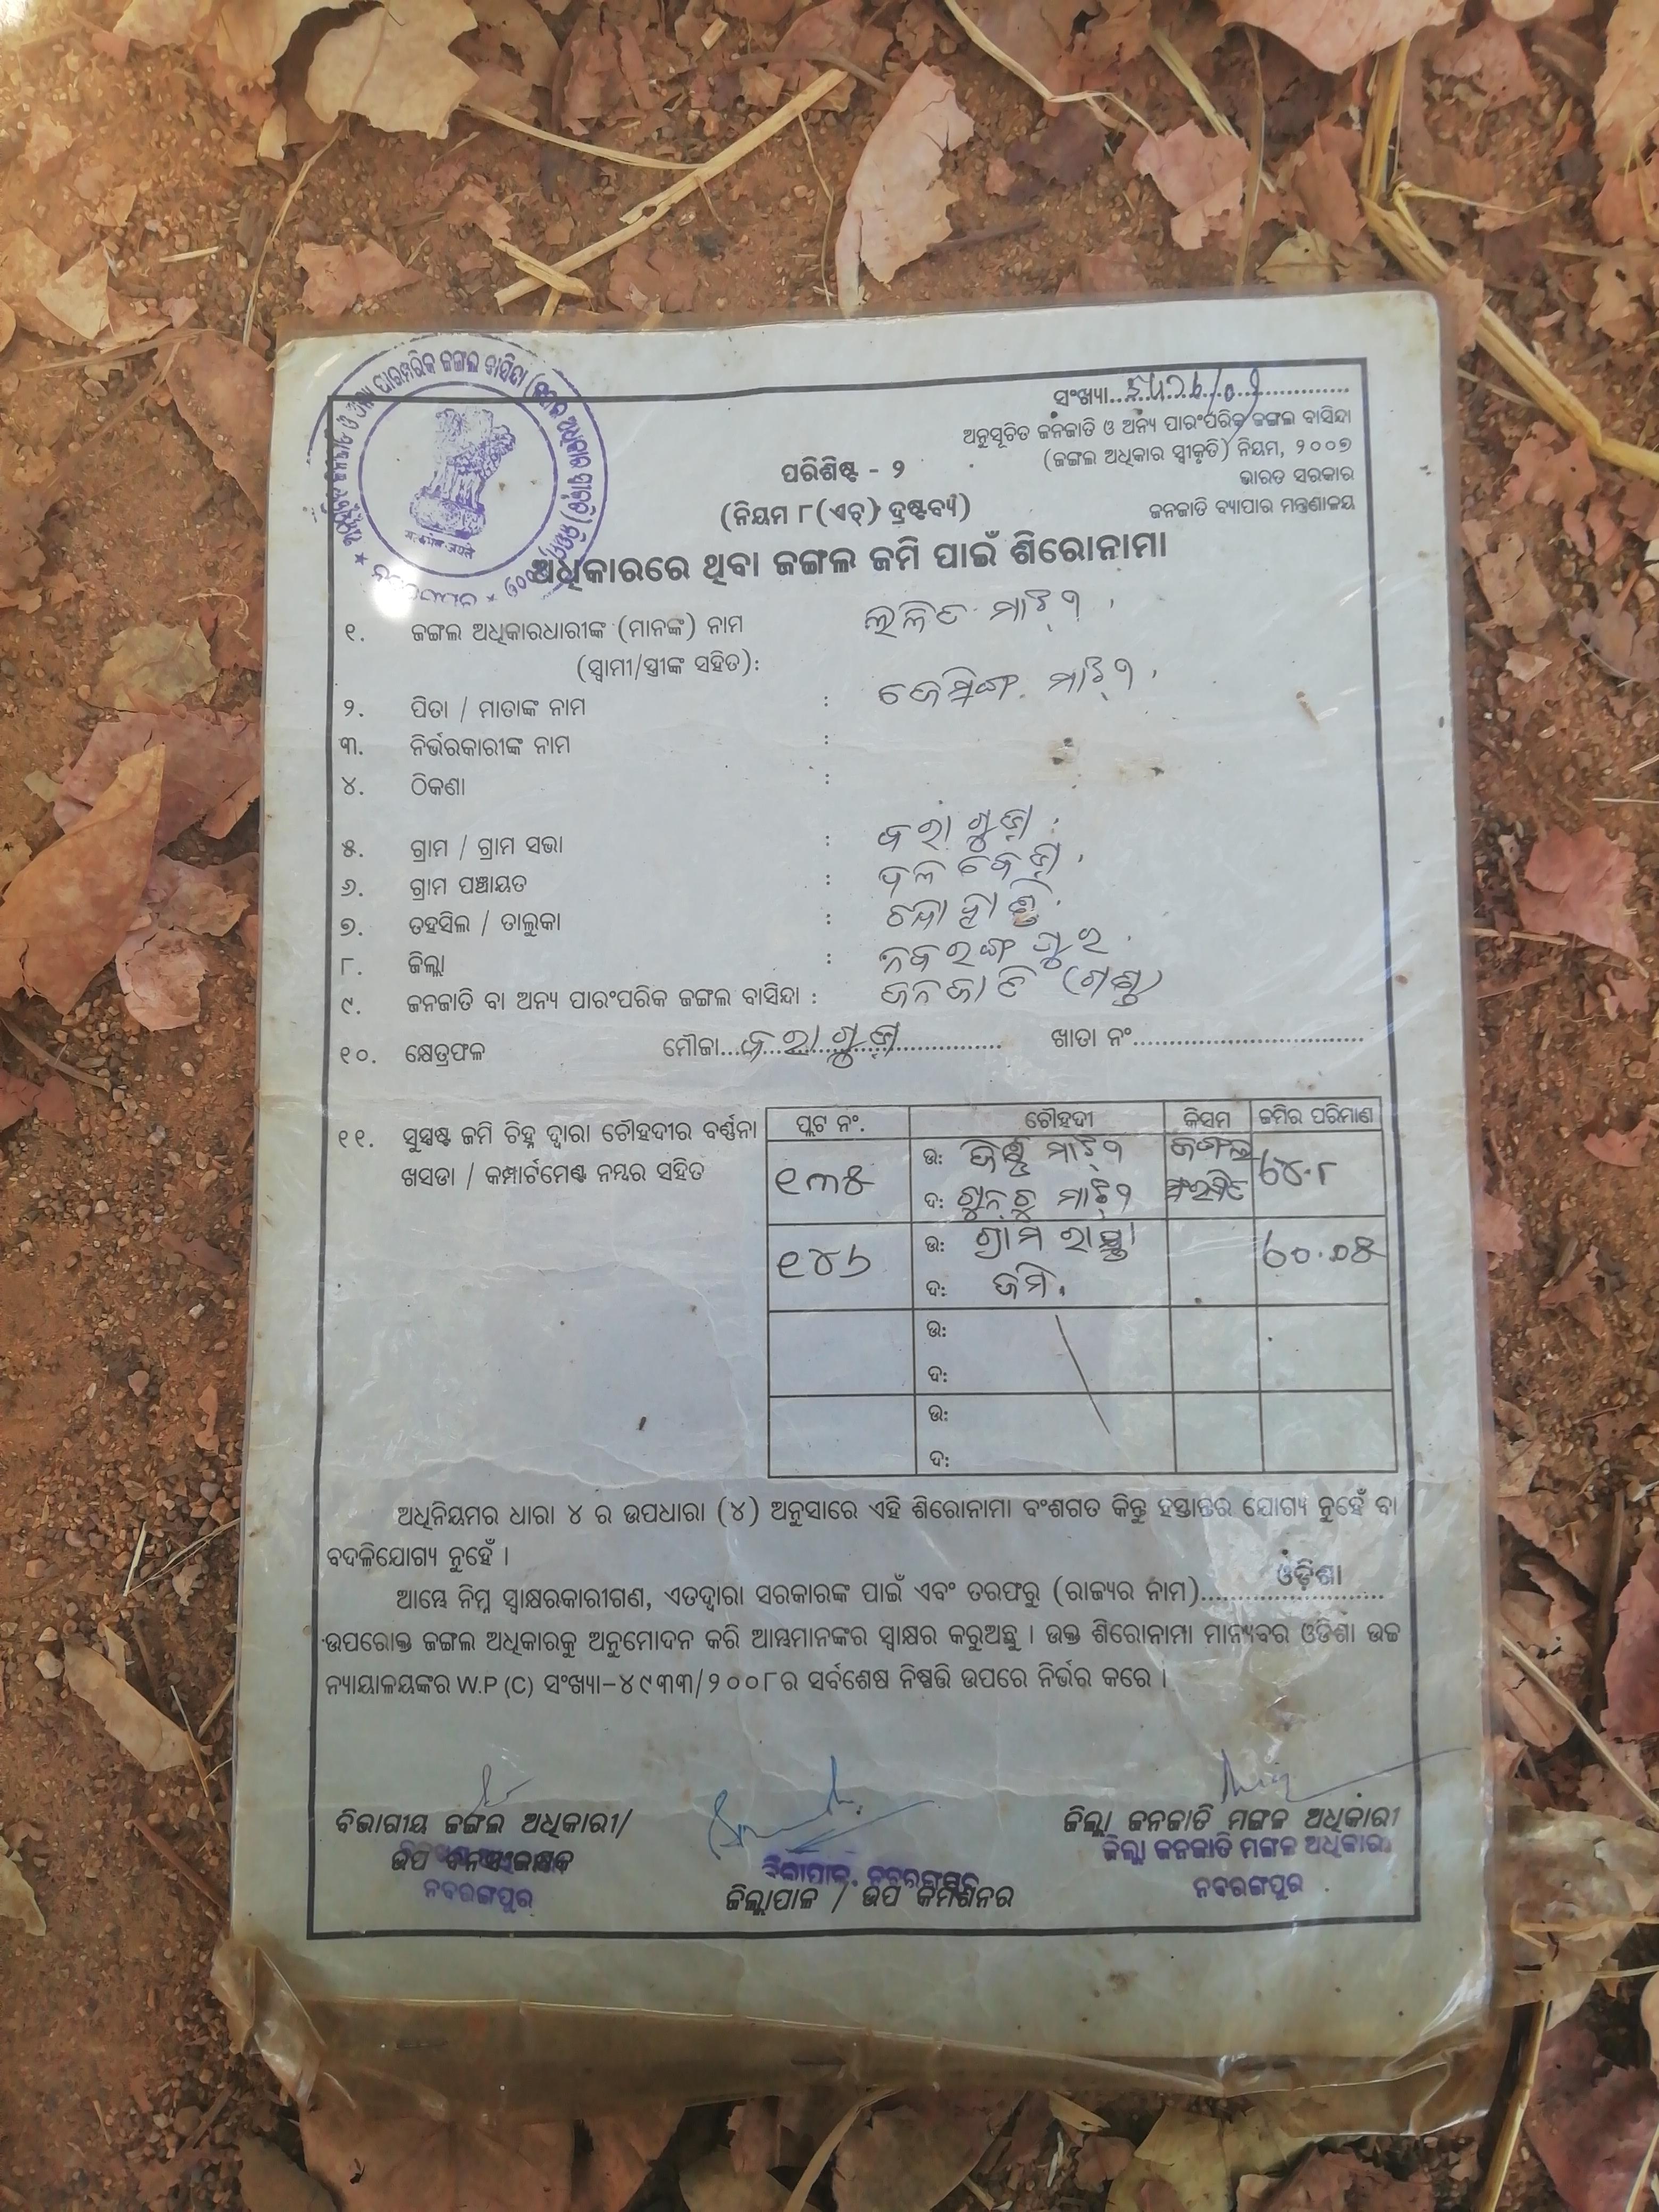 ସଂଖ୍ୟା
ଅନୁସୂଚିତ ଜନଜାତି ଓ ଅନ୍ୟ ପାରଂପରିକ ଜଙ୍ଗଲ ବାସିନ୍ଦା
(ଜଙ୍ଗଲ ଅଧିକାର ସ୍ୱୀକୃତି) ନିୟମ, ୨୦୦୭
ଭାରତ ସରକାର
ଜନଜାତି ବ୍ୟାପାର ମନ୍ତ୍ରଣାଳୟ
ପରିଶିଷ୍ଟ - ୨
(ନିୟମ ୮(ଏଚ୍) ଦ୍ରଷ୍ଟବ୍ୟ)
ଅଧିକାରରେ ଥିବା ଜଙ୍ଗଲ ଜମି ପାଇଁ ଶିରୋନାମା
୧. ଜଙ୍ଗଲ ଅଧିକାରଧାରୀଙ୍କ (ମାନଙ୍କ) ନାମ ଲଳିତ ମାଝୀ
(ସ୍ୱାମୀ/ସ୍ତ୍ରୀଙ୍କ ସହିତ):
୨. ପିତା / ମାତାଙ୍କ ନାମ : ମାଝୀ
୩. ନିର୍ଭରକାରୀଙ୍କ ନାମ :
୪. ଠିକଣା :
୫. ଗ୍ରାମ / ଗ୍ରାମ ସଭା :
୬. ଗ୍ରାମ ପଞ୍ଚାୟତ :
୭. ତହସିଲ / ତାଲୁକା :
୮. ଜିଲ୍ଲା : ନବରଙ୍ଗପୁର
୯. ଜନଜାତି ବା ଅନ୍ୟ ପାରଂପରିକ ଜଙ୍ଗଲ ବାସିନ୍ଦା : ଜନଜାତି (ଗଣ୍ଡ)
୧୦. କ୍ଷେତ୍ରଫଳ ମୌଜା ଖାତା ନଂ
୧୧. ସୁସ୍ପଷ୍ଟ ଜମି ଚିହ୍ନ ଦ୍ୱାରା ଚୌହଦୀର ବର୍ଣ୍ଣନା
ଖସଡା / କମ୍ପାର୍ଟମେଣ୍ଟ ନମ୍ବର ସହିତ
ପ୍ଲଟ ନଂ. ଚୌହଦୀ କିସମ ଜମିର ପରିମାଣ
୧୩୫ ଉ: ମାଝୀ ଜଙ୍ଗଲ
ଦ: ମାଝୀ
୧୪୬ ଉ: ଗ୍ରାମ ରାସ୍ତା
ଦ: ଜମି
ଉ:
ଦ:
ଉ:
ଦ:
ଅଧିନିୟମର ଧାରା ୪ ର ଉପଧାରା (୪) ଅନୁସାରେ ଏହି ଶିରୋନାମା ବଂଶଗତ କିନ୍ତୁ ହସ୍ତାନ୍ତର ଯୋଗ୍ୟ ନୁହେଁ ବା
ବଦଳିଯୋଗ୍ୟ ନୁହେଁ ।
ଆମ୍ଭେ ନିମ୍ନ ସ୍ୱାକ୍ଷରକାରୀଗଣ, ଏତଦ୍ଦ୍ୱାରା ସରକାରଙ୍କ ପାଇଁ ଏବଂ ତରଫରୁ (ରାଜ୍ୟର ନାମ) ଓଡ଼ିଶା
ଉପରୋକ୍ତ ଜଙ୍ଗଲ ଅଧିକାରକୁ ଅନୁମୋଦନ କରି ଆମ୍ଭମାନଙ୍କର ସ୍ୱାକ୍ଷର କରୁଅଛୁ । ଉକ୍ତ ଶିରୋନାମା ମାନ୍ୟବର ଓଡିଶା ଉଚ୍ଚ
ନ୍ୟାୟାଳୟଙ୍କର W.P (C) ସଂଖ୍ୟା-୪୯୩୩/୨୦୦୮ର ସର୍ବଶେଷ ନିଷ୍ପତ୍ତି ଉପରେ ନିର୍ଭର କରେ ।
ବିଭାଗୀୟ ଜଙ୍ଗଲ ଅଧିକାରୀ/
ଉପ ବନସଂରକ୍ଷକ
ନବରଙ୍ଗପୁର
ଜିଲ୍ଲାପାଳ, ନବରଙ୍ଗପୁର
ଜିଲ୍ଲାପାଳ / ଉପ କମିଶନର
ଜିଲ୍ଲା ଜନଜାତି ମଙ୍ଗଳ ଅଧିକାରୀ
ଜିଲ୍ଲା ଜନଜାତି ମଙ୍ଗଳ ଅଧିକାରୀ
ନବରଙ୍ଗପୁର